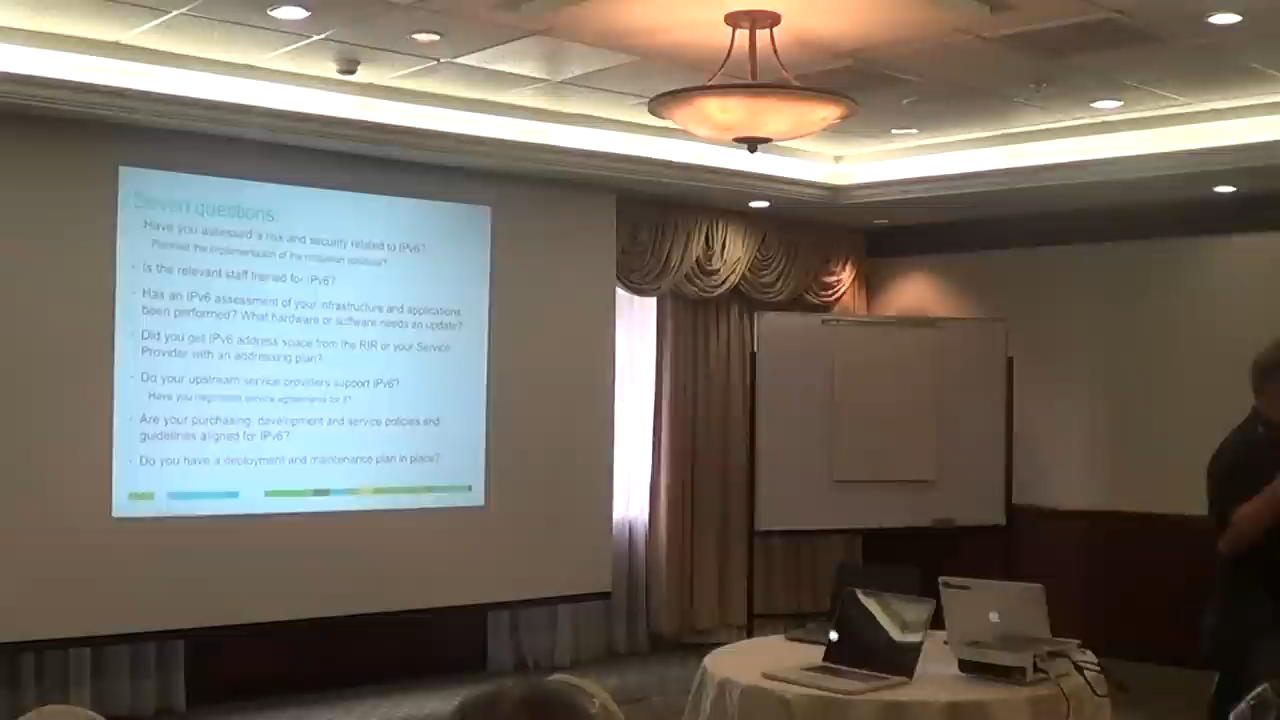 Seven questions
Have you assessed a risk and security related to IPv6?
Planned the implementation of the mitigation solutions?
Is the relevant staff trained for IPv6?
Has an IPv6 assessment of your infrastructure and applications
been performed? What hardware or software needs an update?
Did you get IPv6 address space from the RIR or your Service
Provider with an addressing plan?
Do your upstream service providers support IPv6?
Have you negotiated service agreements for it?
Are your purchasing, development and service policies and
guidelines aligned for IPv6?
Do you have a deployment and maintenance plan in place?